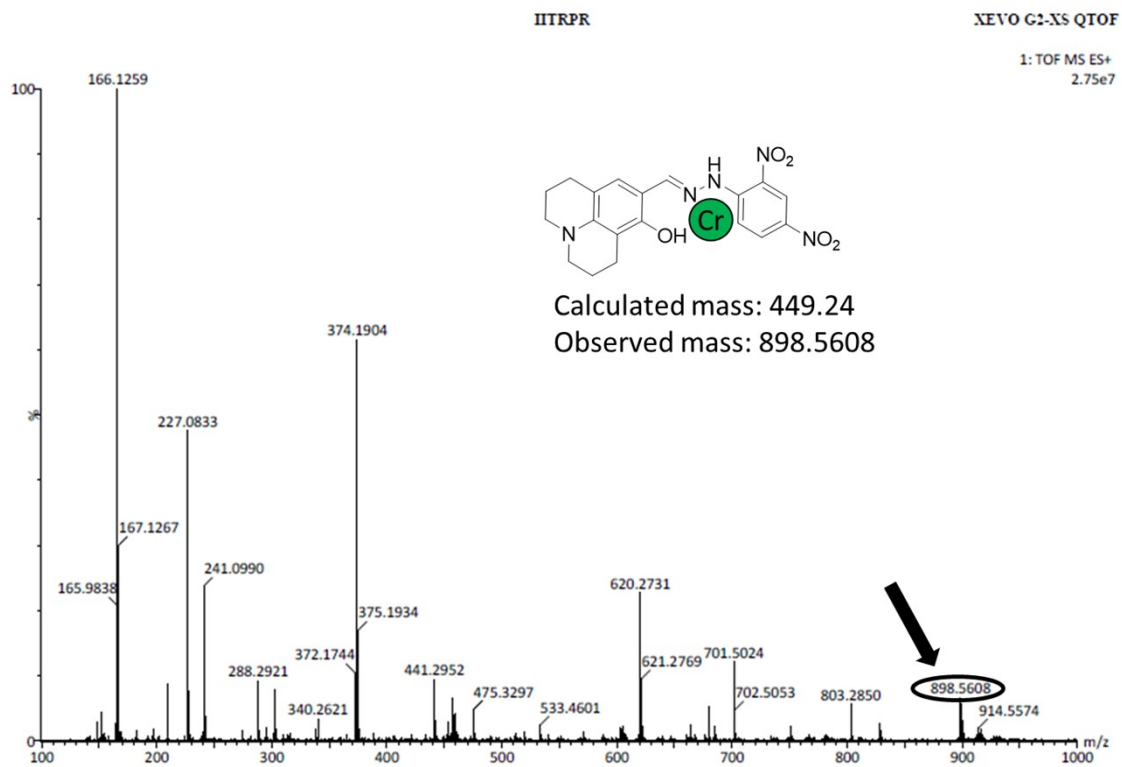 IITRPR
XEVO G2-XS QTOF
1: TOF MS ES+
2.75e7
100
%
0
166.1259
167.1267
165.9838
227.0833
241.0990
288.2921
340.2621
372.1744
374.1904
375.1934
441.2952
475.3297
533.4601
620.2731
621.2769
701.5024
702.5053
803.2850
898.5608
914.5574
NO2
H
N
N
Cr
OH
N
NO2
Calculated mass: 449.24
Observed mass: 898.5608
100 200 300 400 500 600 700 800 900 1000 m/z